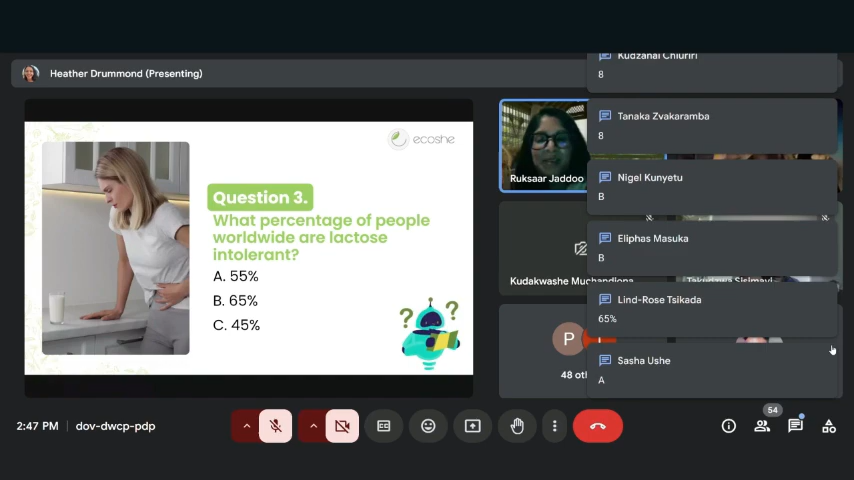 Heather Drummond (Presenting)
ecoshe
Question 3.
What percentage of people
worldwide are lactose
intolerant?
A. 55%
B. 65%
C. 45%
? ?
Ruksaar Jaddoo
Kudakwashe
P
48
Kudzanai Chiuriri
8
Tanaka Zvakaramba
8
Nigel Kunyetu
B
Eliphas Masuka
B
Lind-Rose Tsikada
65%
Sasha Ushe
A
2:47 PM | dov-dwcp-pdp
CC
54